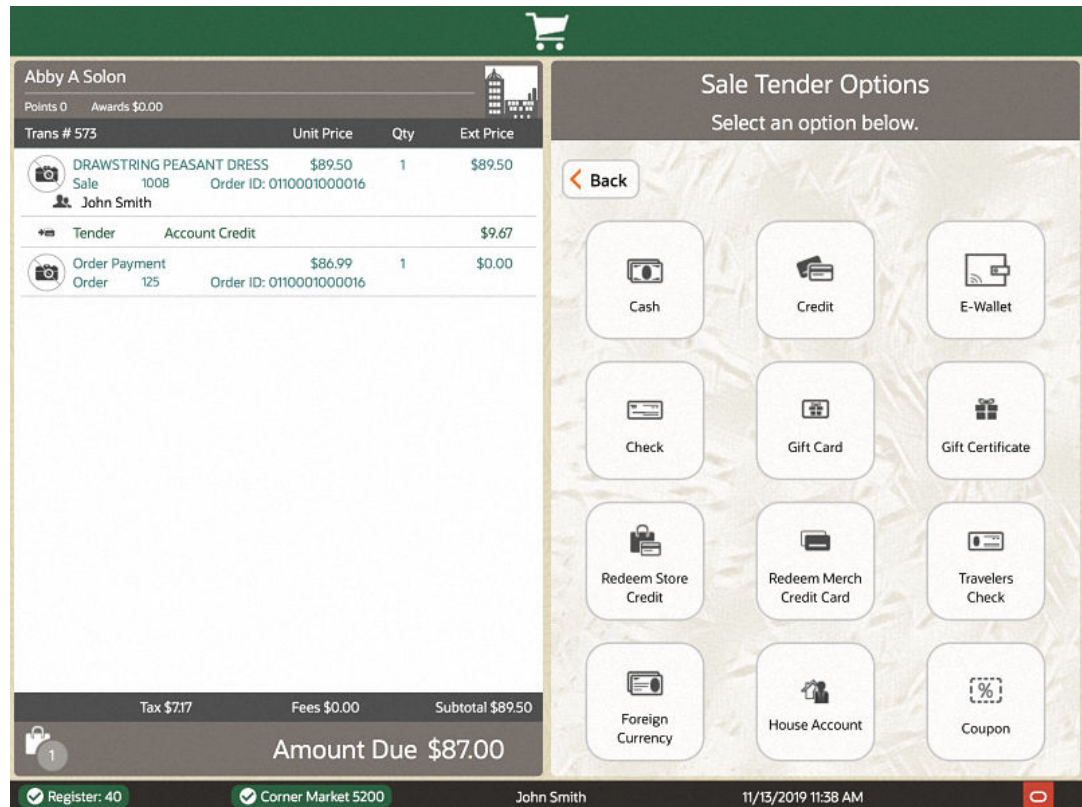 Abby A Solon
Points 0 Awards $0.00
Trans # 573 Unit Price Qty Ext Price
DRAWSTRING PEASANT DRESS $89.50 1 $89.50
Sale 1008 Order ID: 0110001000016
John Smith
Tender Account Credit $9.67
Order Payment $86.99 1 $0.00
Order 125 Order ID: 0110001000016
Tax $7.17 Fees $0.00 Subtotal $89.50
1
Amount Due $87.00
Sale Tender Options
Select an option below.
Back
Cash
Credit
E-Wallet
Check
Gift Card
Gift Certificate
Redeem Store
Credit
Redeem Merch
Credit Card
Travelers
Check
Foreign
Currency
House Account
%
Coupon
Register: 40 Corner Market 5200 John Smith 11/13/2019 11:38 AM